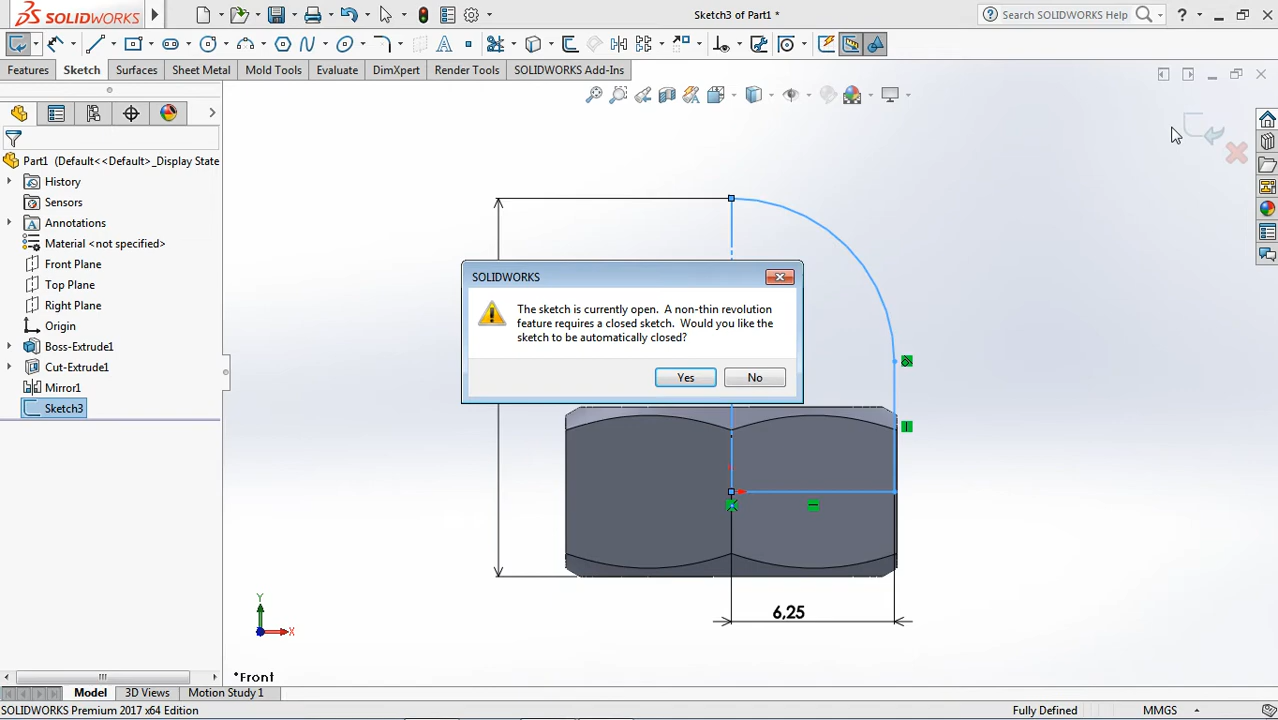 SOLIDWORKS
Sketch3 of Part1 *
Search SOLIDWORKS Help
?
Features
Sketch
Surfaces
Sheet Metal
Mold Tools
Evaluate
DimXpert
Render Tools
SOLIDWORKS Add-Ins
Part1 (Default<<Default>_Display State
History
Sensors
Annotations
Material <not specified>
Front Plane
Top Plane
Right Plane
Origin
Boss-Extrude1
Cut-Extrude1
Mirror1
Sketch3
SOLIDWORKS
The sketch is currently open. A non-thin revolution
feature requires a closed sketch. Would you like the
sketch to be automatically closed?
Yes
No
6,25
Y
X
*Front
Model
3D Views
Motion Study 1
SOLIDWORKS Premium 2017 x64 Edition
Fully Defined
MMGS